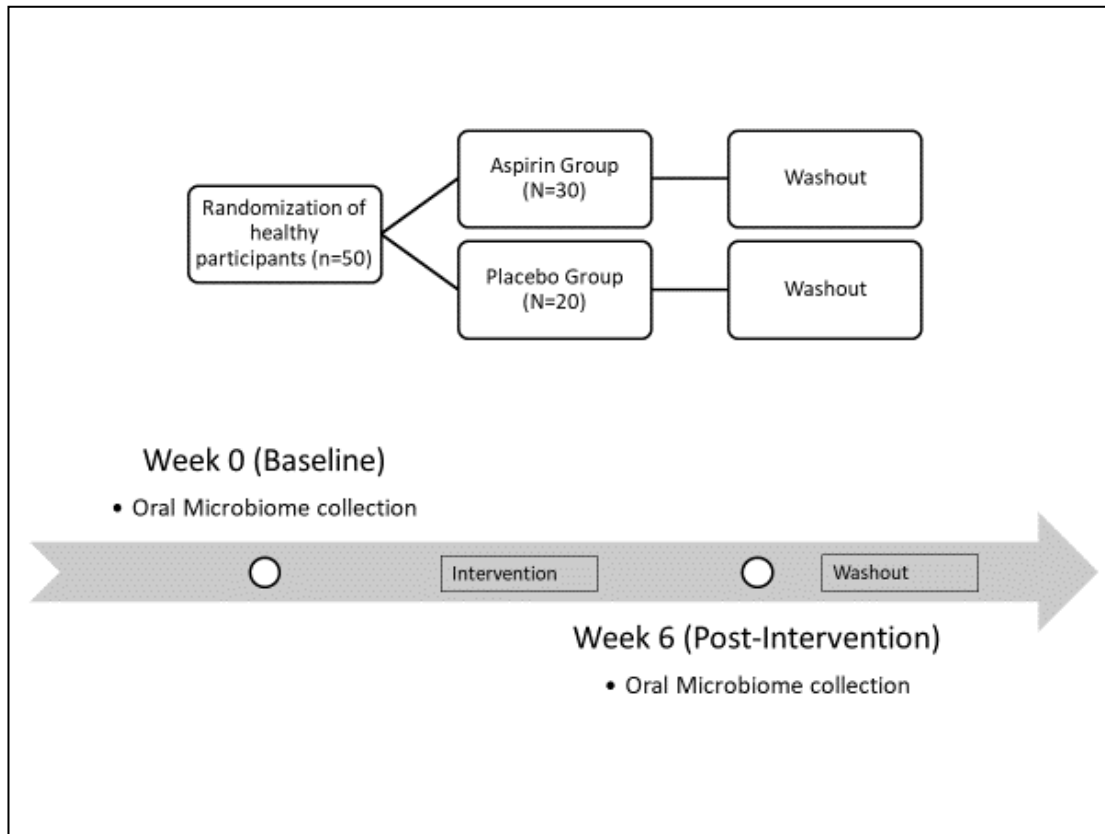 Randomization of
healthy
participants (n=50)
Aspirin Group
(N=30)
Washout
Placebo Group
(N=20)
Washout
Week 0 (Baseline)
• Oral Microbiome collection
Intervention
Washout
Week 6 (Post-Intervention)
• Oral Microbiome collection